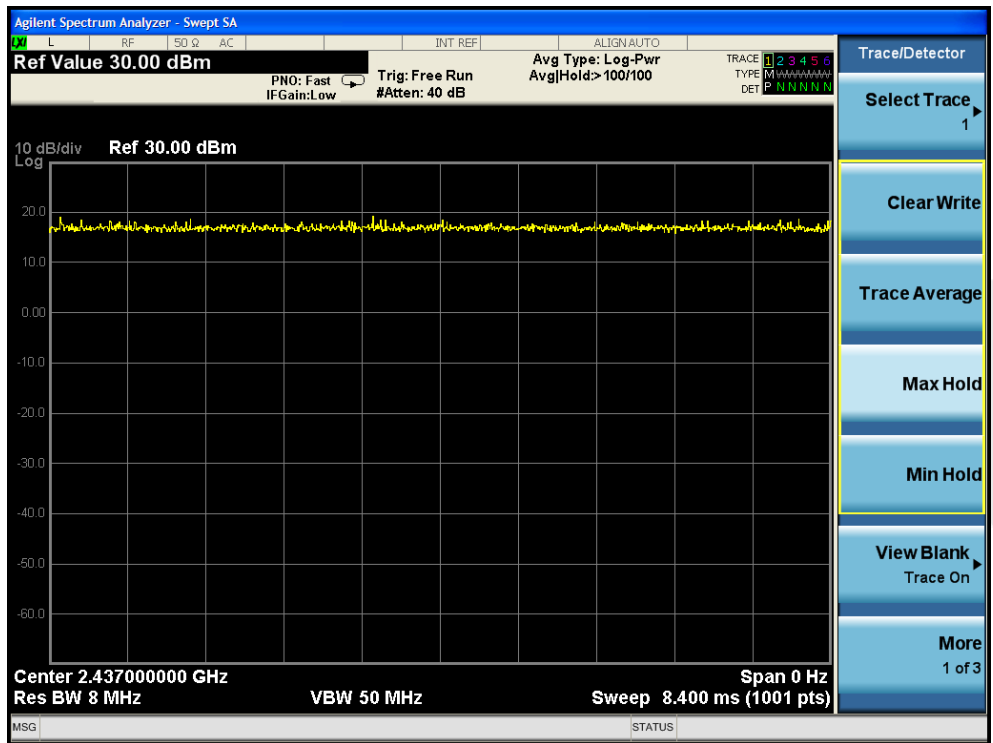 Agilent Spectrum Analyzer - Swept SA
LXI L RF 50 Ω AC INT REF ALIGN AUTO
Ref Value 30.00 dBm
PNO: Fast
IFGain:Low
Trig: Free Run
#Atten: 40 dB
Avg Type: Log-Pwr
Avg|Hold:> 100/100
TRACE 1 2 3 4 5 6
TYPE M WWWWW
DET P N N N N N
10 dB/div Ref 30.00 dBm
Log
20.0
10.0
0.00
-10.0
-20.0
-30.0
-40.0
-50.0
-60.0
Center 2.437000000 GHz Span 0 Hz
Res BW 8 MHz VBW 50 MHz Sweep 8.400 ms (1001 pts)
MSG STATUS
Trace/Detector
Select Trace
1
Clear Write
Trace Average
Max Hold
Min Hold
View Blank
Trace On
More
1 of 3